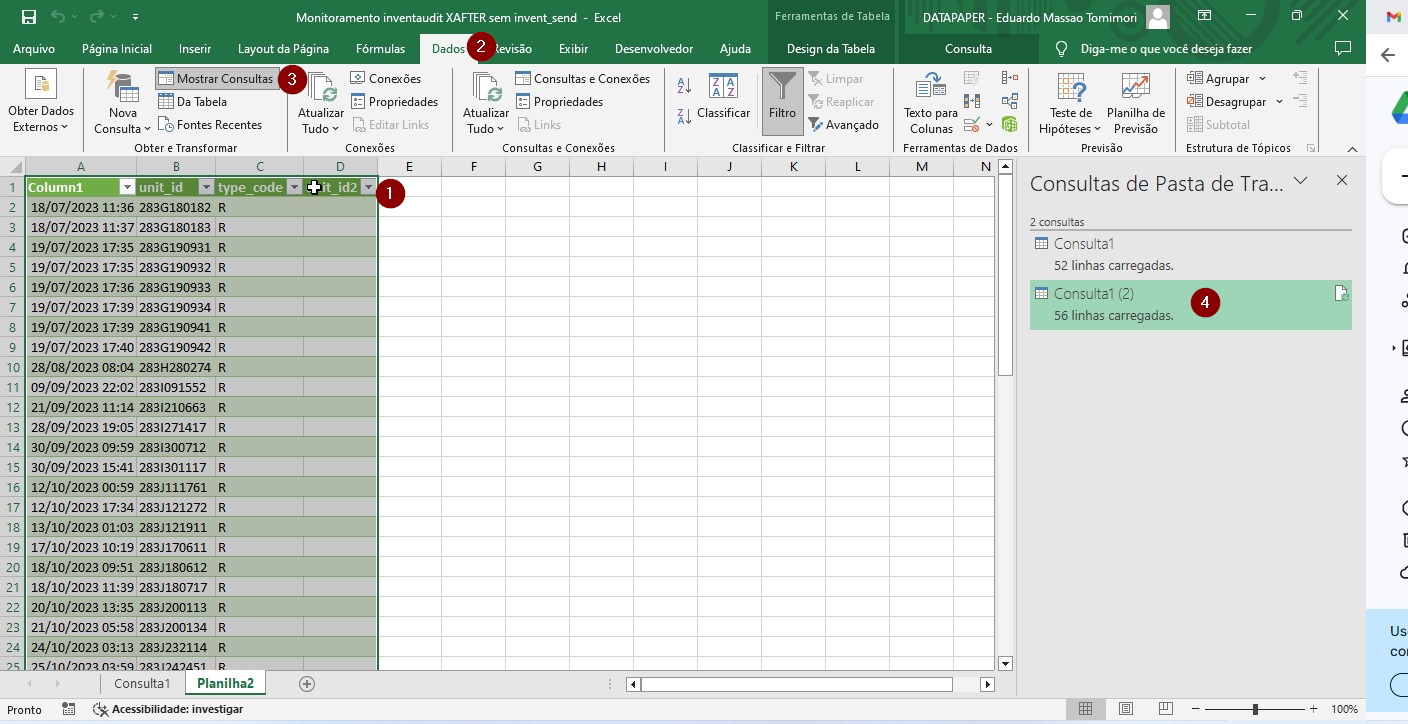 Monitoramento inventaudit XAFTER sem invent_send - Excel
Ferramentas de Tabela
DATAPAPER - Eduardo Massao Tomimori
Arquivo Página Inicial Inserir Layout da Página Fórmulas Dados 2 Revisão Exibir Desenvolvedor Ajuda Design da Tabela Consulta Diga-me o que você deseja fazer
Obter Dados Externos
Nova Consulta
Mostrar Consultas 3
Da Tabela
Fontes Recentes
Obter e Transformar
Atualizar Tudo
Conexões
Propriedades
Editar Links
Conexões
Atualizar Tudo
Consultas e Conexões
Propriedades
Links
Consultas e Conexões
Classificar
Filtro
Limpar
Reaplicar
Avançado
Classificar e Filtrar
Texto para Colunas
Ferramentas de Dados
Teste de Hipóteses
Planilha de Previsão
Previsão
Agrupar
Desagrupar
Subtotal
Estrutura de Tópicos
A B C D E F G H I J K L M N
1 Column1 unit_id type_code it_id2 1
2 18/07/2023 11:36 283G180182 R
3 18/07/2023 11:37 283G180183 R
4 19/07/2023 17:35 283G190931 R
5 19/07/2023 17:35 283G190932 R
6 19/07/2023 17:36 283G190933 R
7 19/07/2023 17:39 283G190934 R
8 19/07/2023 17:39 283G190941 R
9 19/07/2023 17:40 283G190942 R
10 28/08/2023 08:04 283H280274 R
11 09/09/2023 22:02 283I091552 R
12 21/09/2023 11:14 283I210663 R
13 28/09/2023 19:05 283I271417 R
14 30/09/2023 09:59 283I300712 R
15 30/09/2023 15:41 283I301117 R
16 12/10/2023 00:59 283J111761 R
17 12/10/2023 17:34 283J121272 R
18 13/10/2023 01:03 283J121911 R
19 17/10/2023 10:19 283J170611 R
20 18/10/2023 09:51 283J180612 R
21 18/10/2023 11:39 283J180717 R
22 20/10/2023 13:35 283J200113 R
23 21/10/2023 05:58 283J200134 R
24 24/10/2023 03:13 283J232114 R
25 25/10/2023 03:59 283J242451 R
Consultas de Pasta de Tra...
2 consultas
Consulta1
52 linhas carregadas.
Consulta1 (2)
56 linhas carregadas.
4
Consulta1 Planilha2
Pronto Acessibilidade: investigar 100%